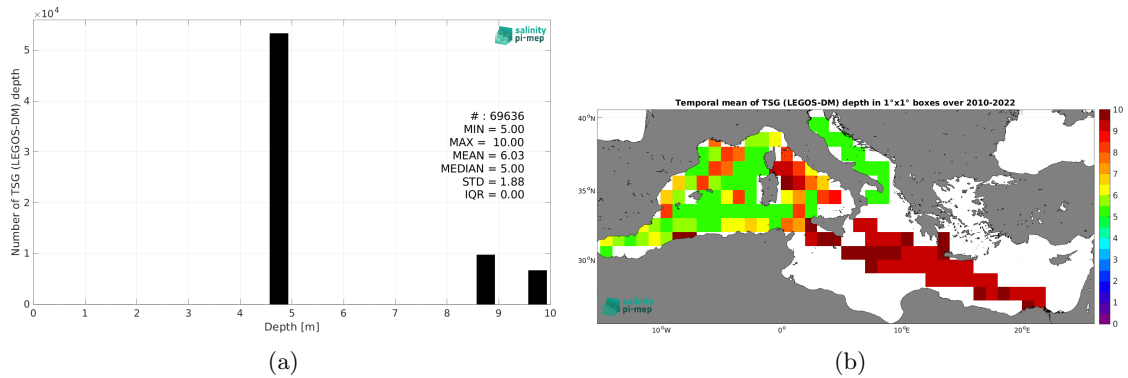 ×10⁴
5
4
3
2
1
0
Number of TSG (LEGOS-DM) depth
salinity
pi-mep
# : 69636
MIN = 5.00
MAX = 10.00
MEAN = 6.03
MEDIAN = 5.00
STD = 1.88
IQR = 0.00
0 1 2 3 4 5 6 7 8 9 10
Depth [m]
(a)
Temporal mean of TSG (LEGOS-DM) depth in 1°x1° boxes over 2010-2022
40°N
35°N
30°N
10°W 0° 10°E 20°E
salinity
pi-mep
10
9
8
7
6
5
4
3
2
1
0
(b)